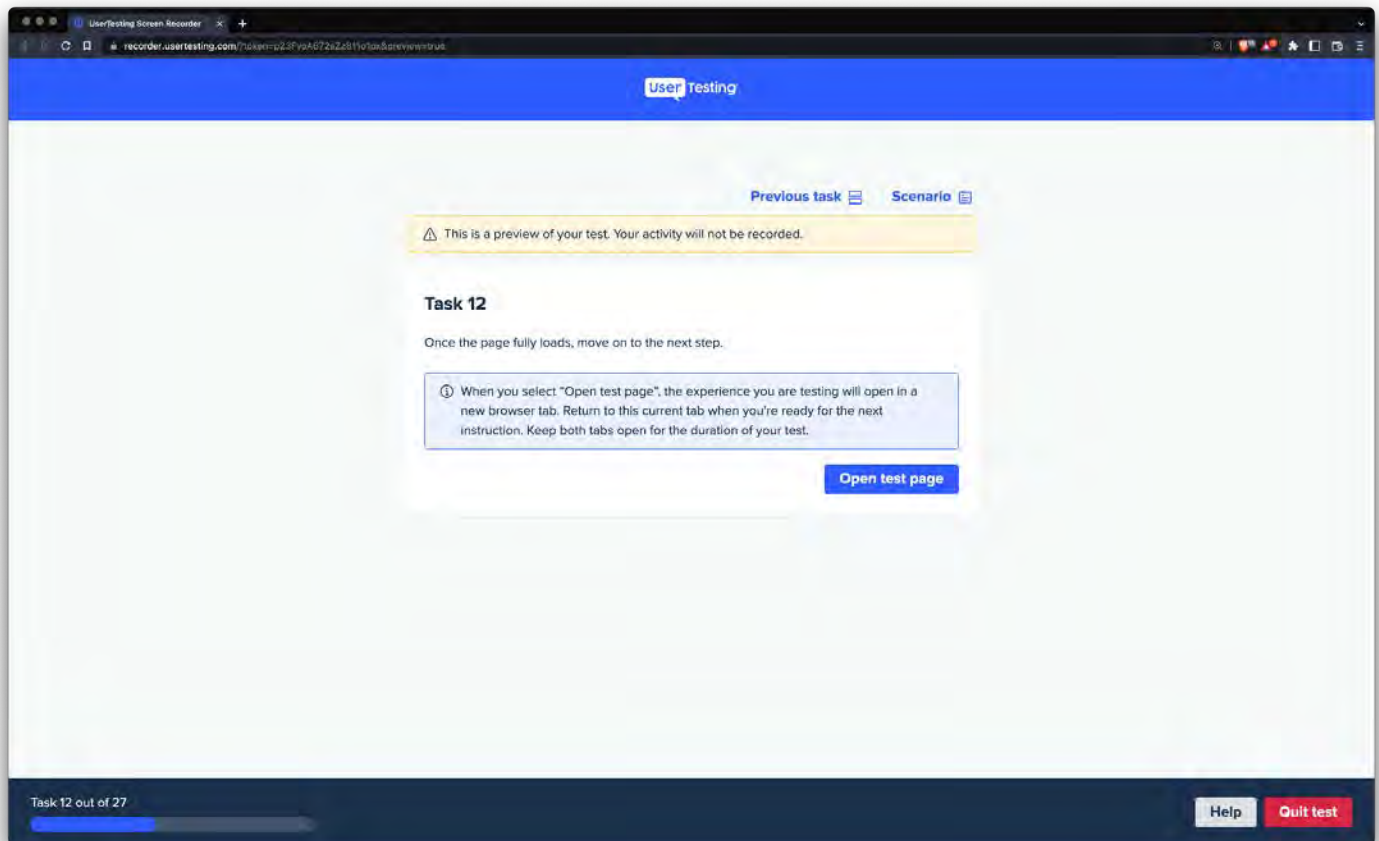 UserTesting Screen Recorder
recorder.usertesting.com/
User Testing
Previous task
Scenario
This is a preview of your test. Your activity will not be recorded.
Task 12
Once the page fully loads, move on to the next step.
When you select "Open test page", the experience you are testing will open in a
new browser tab. Return to this current tab when you're ready for the next
instruction. Keep both tabs open for the duration of your test.
Open test page
Task 12 out of 27
Help
Quit test